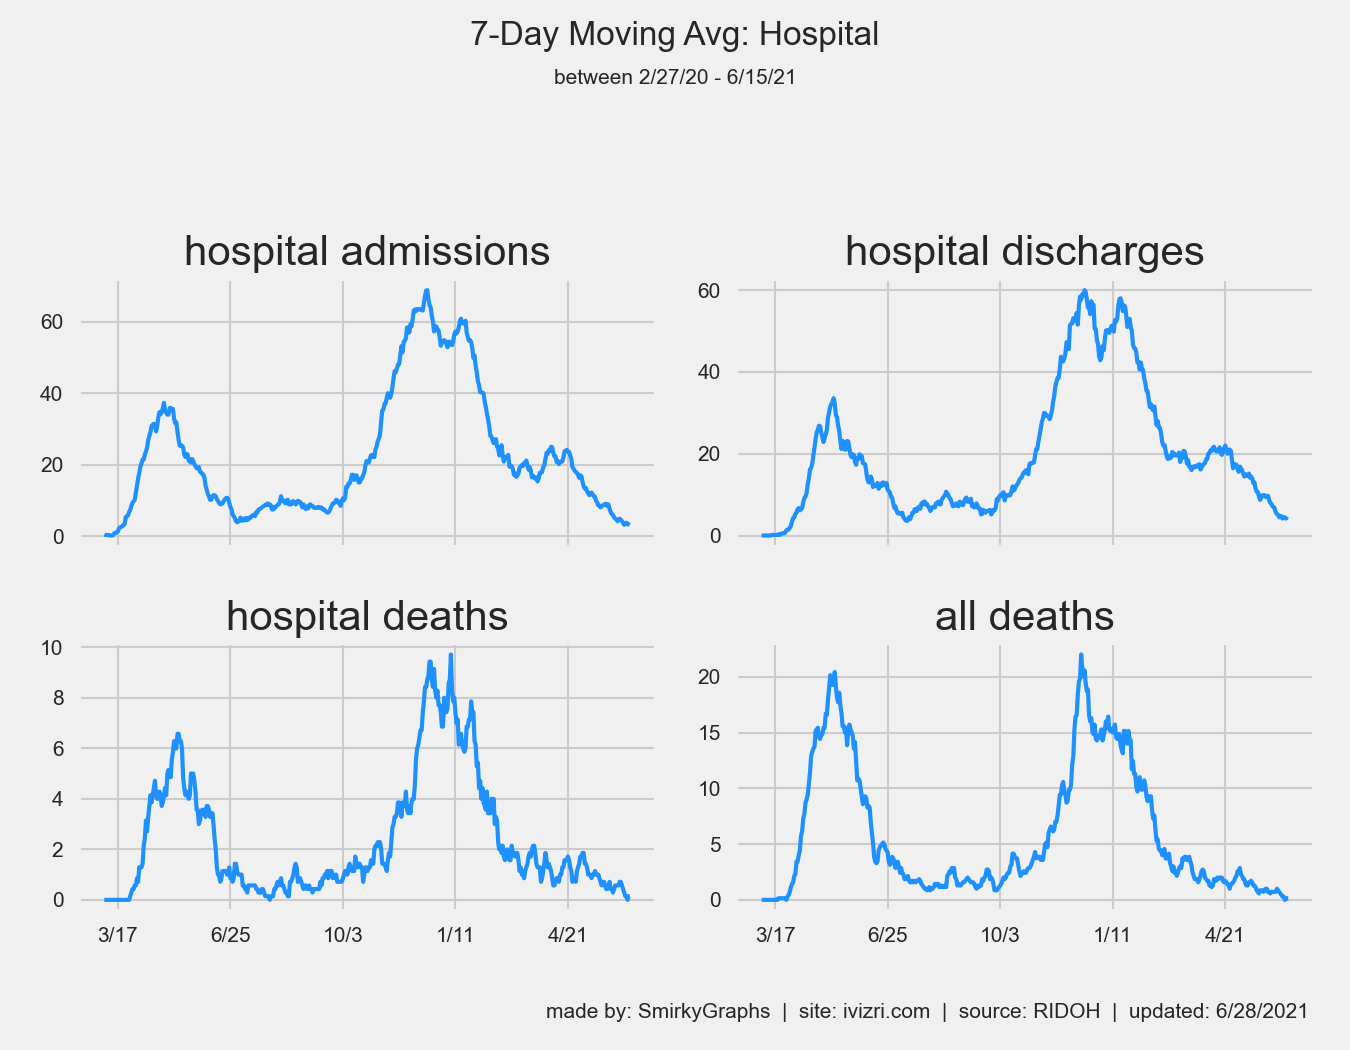 7-Day Moving Avg: Hospital
between 2/27/20 - 6/15/21
hospital admissions
60
40
20
0
hospital discharges
60
40
20
0
hospital deaths
10
8
6
4
2
0
3/17 6/25 10/3 1/11 4/21
all deaths
20
15
10
5
0
3/17 6/25 10/3 1/11 4/21
made by: SmirkyGraphs | site: ivizri.com | source: RIDOH | updated: 6/28/2021